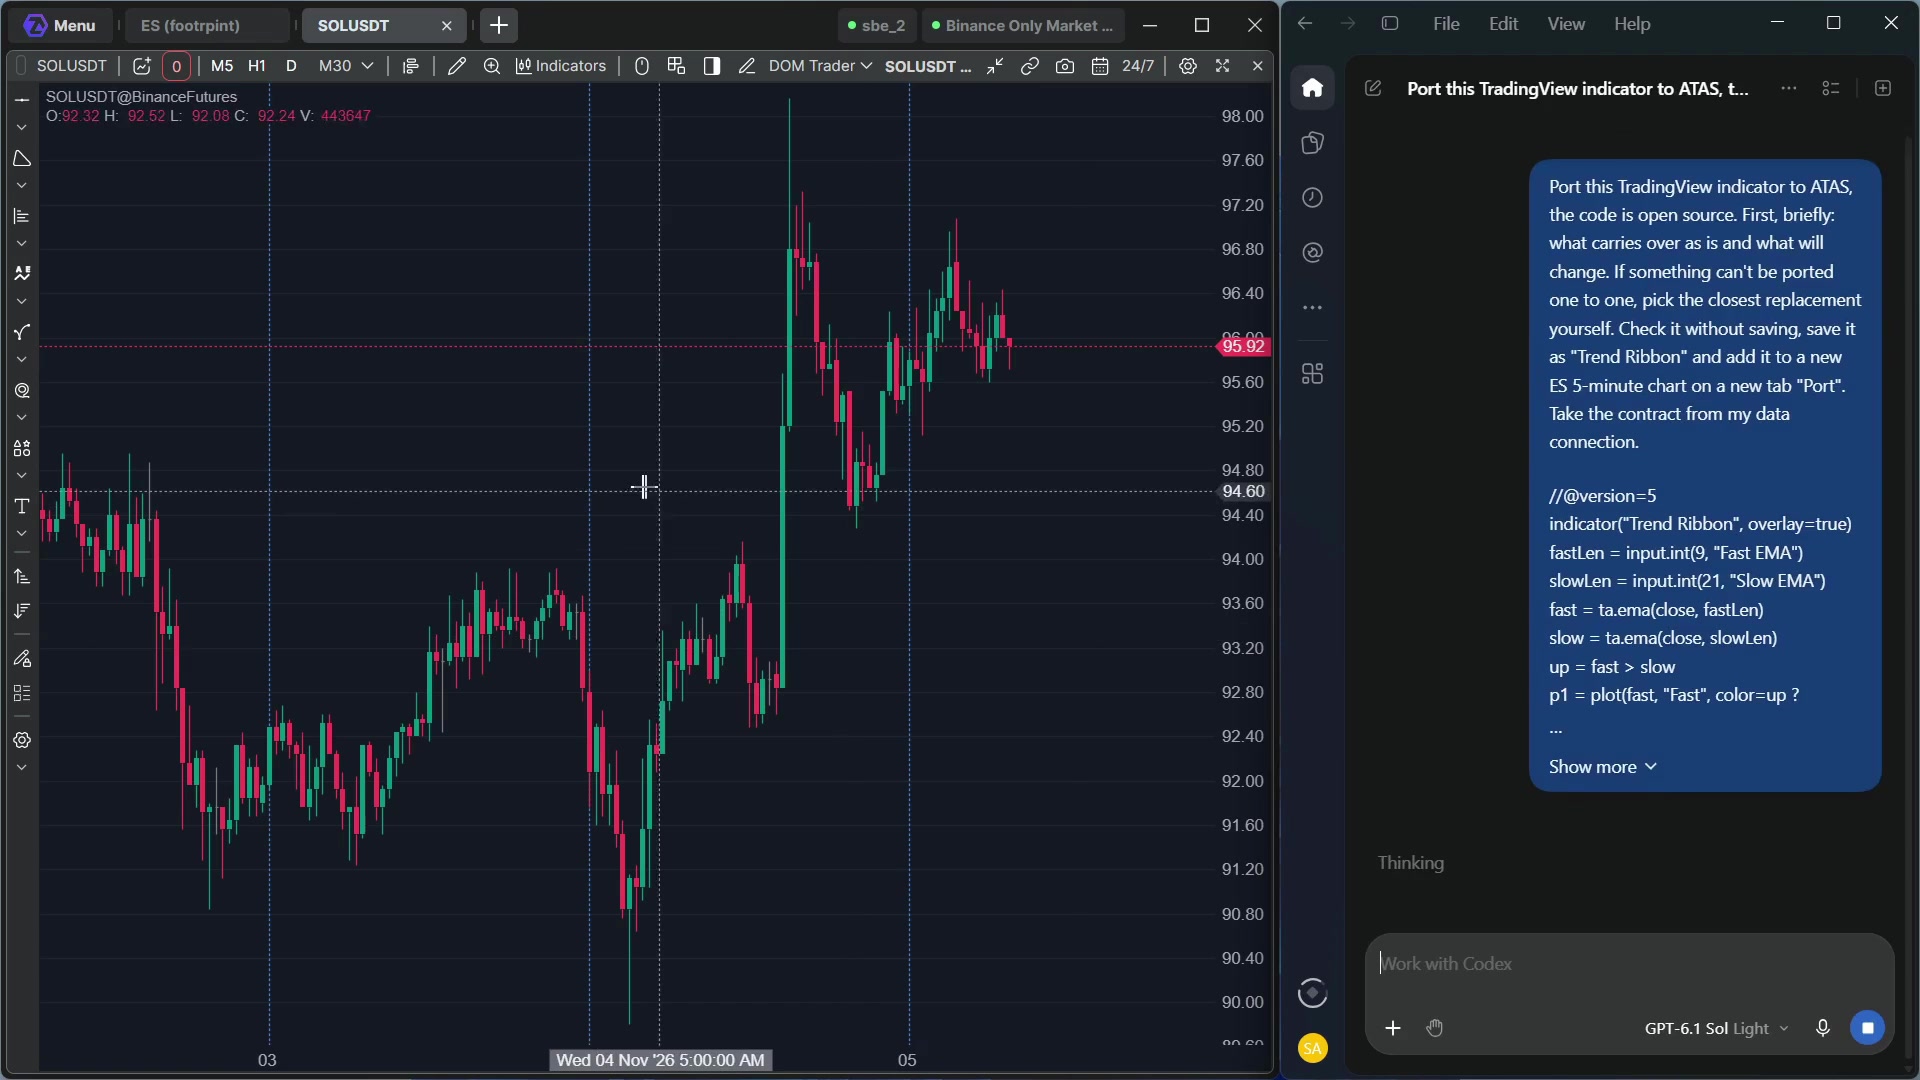 Menu
ES (footrpint)
SOLUSDT
sbe_2
Binance Only Market ...
SOLUSDT
0
M5 H1 D M30
Indicators
DOM Trader
SOLUSDT ...
24/7
SOLUSDT@BinanceFutures
O:92.32 H: 92.52 L: 92.08 C: 92.24 V: 443647
98.00
97.60
97.20
96.80
96.40
96.00
95.92
95.60
95.20
94.80
94.60
94.40
94.00
93.60
93.20
92.80
92.40
92.00
91.60
91.20
90.80
90.40
90.00
03
Wed 04 Nov '26 5:00:00 AM
05
File Edit View Help
Port this TradingView indicator to ATAS, t...
Port this TradingView indicator to ATAS,
the code is open source. First, briefly:
what carries over as is and what will
change. If something can't be ported
one to one, pick the closest replacement
yourself. Check it without saving, save it
as "Trend Ribbon" and add it to a new
ES 5-minute chart on a new tab "Port".
Take the contract from my data
connection.
//@version=5
indicator("Trend Ribbon", overlay=true)
fastLen = input.int(9, "Fast EMA")
slowLen = input.int(21, "Slow EMA")
fast = ta.ema(close, fastLen)
slow = ta.ema(close, slowLen)
up = fast > slow
p1 = plot(fast, "Fast", color=up ?
...
Show more
Thinking
Work with Codex
GPT-6.1 Sol Light
SA